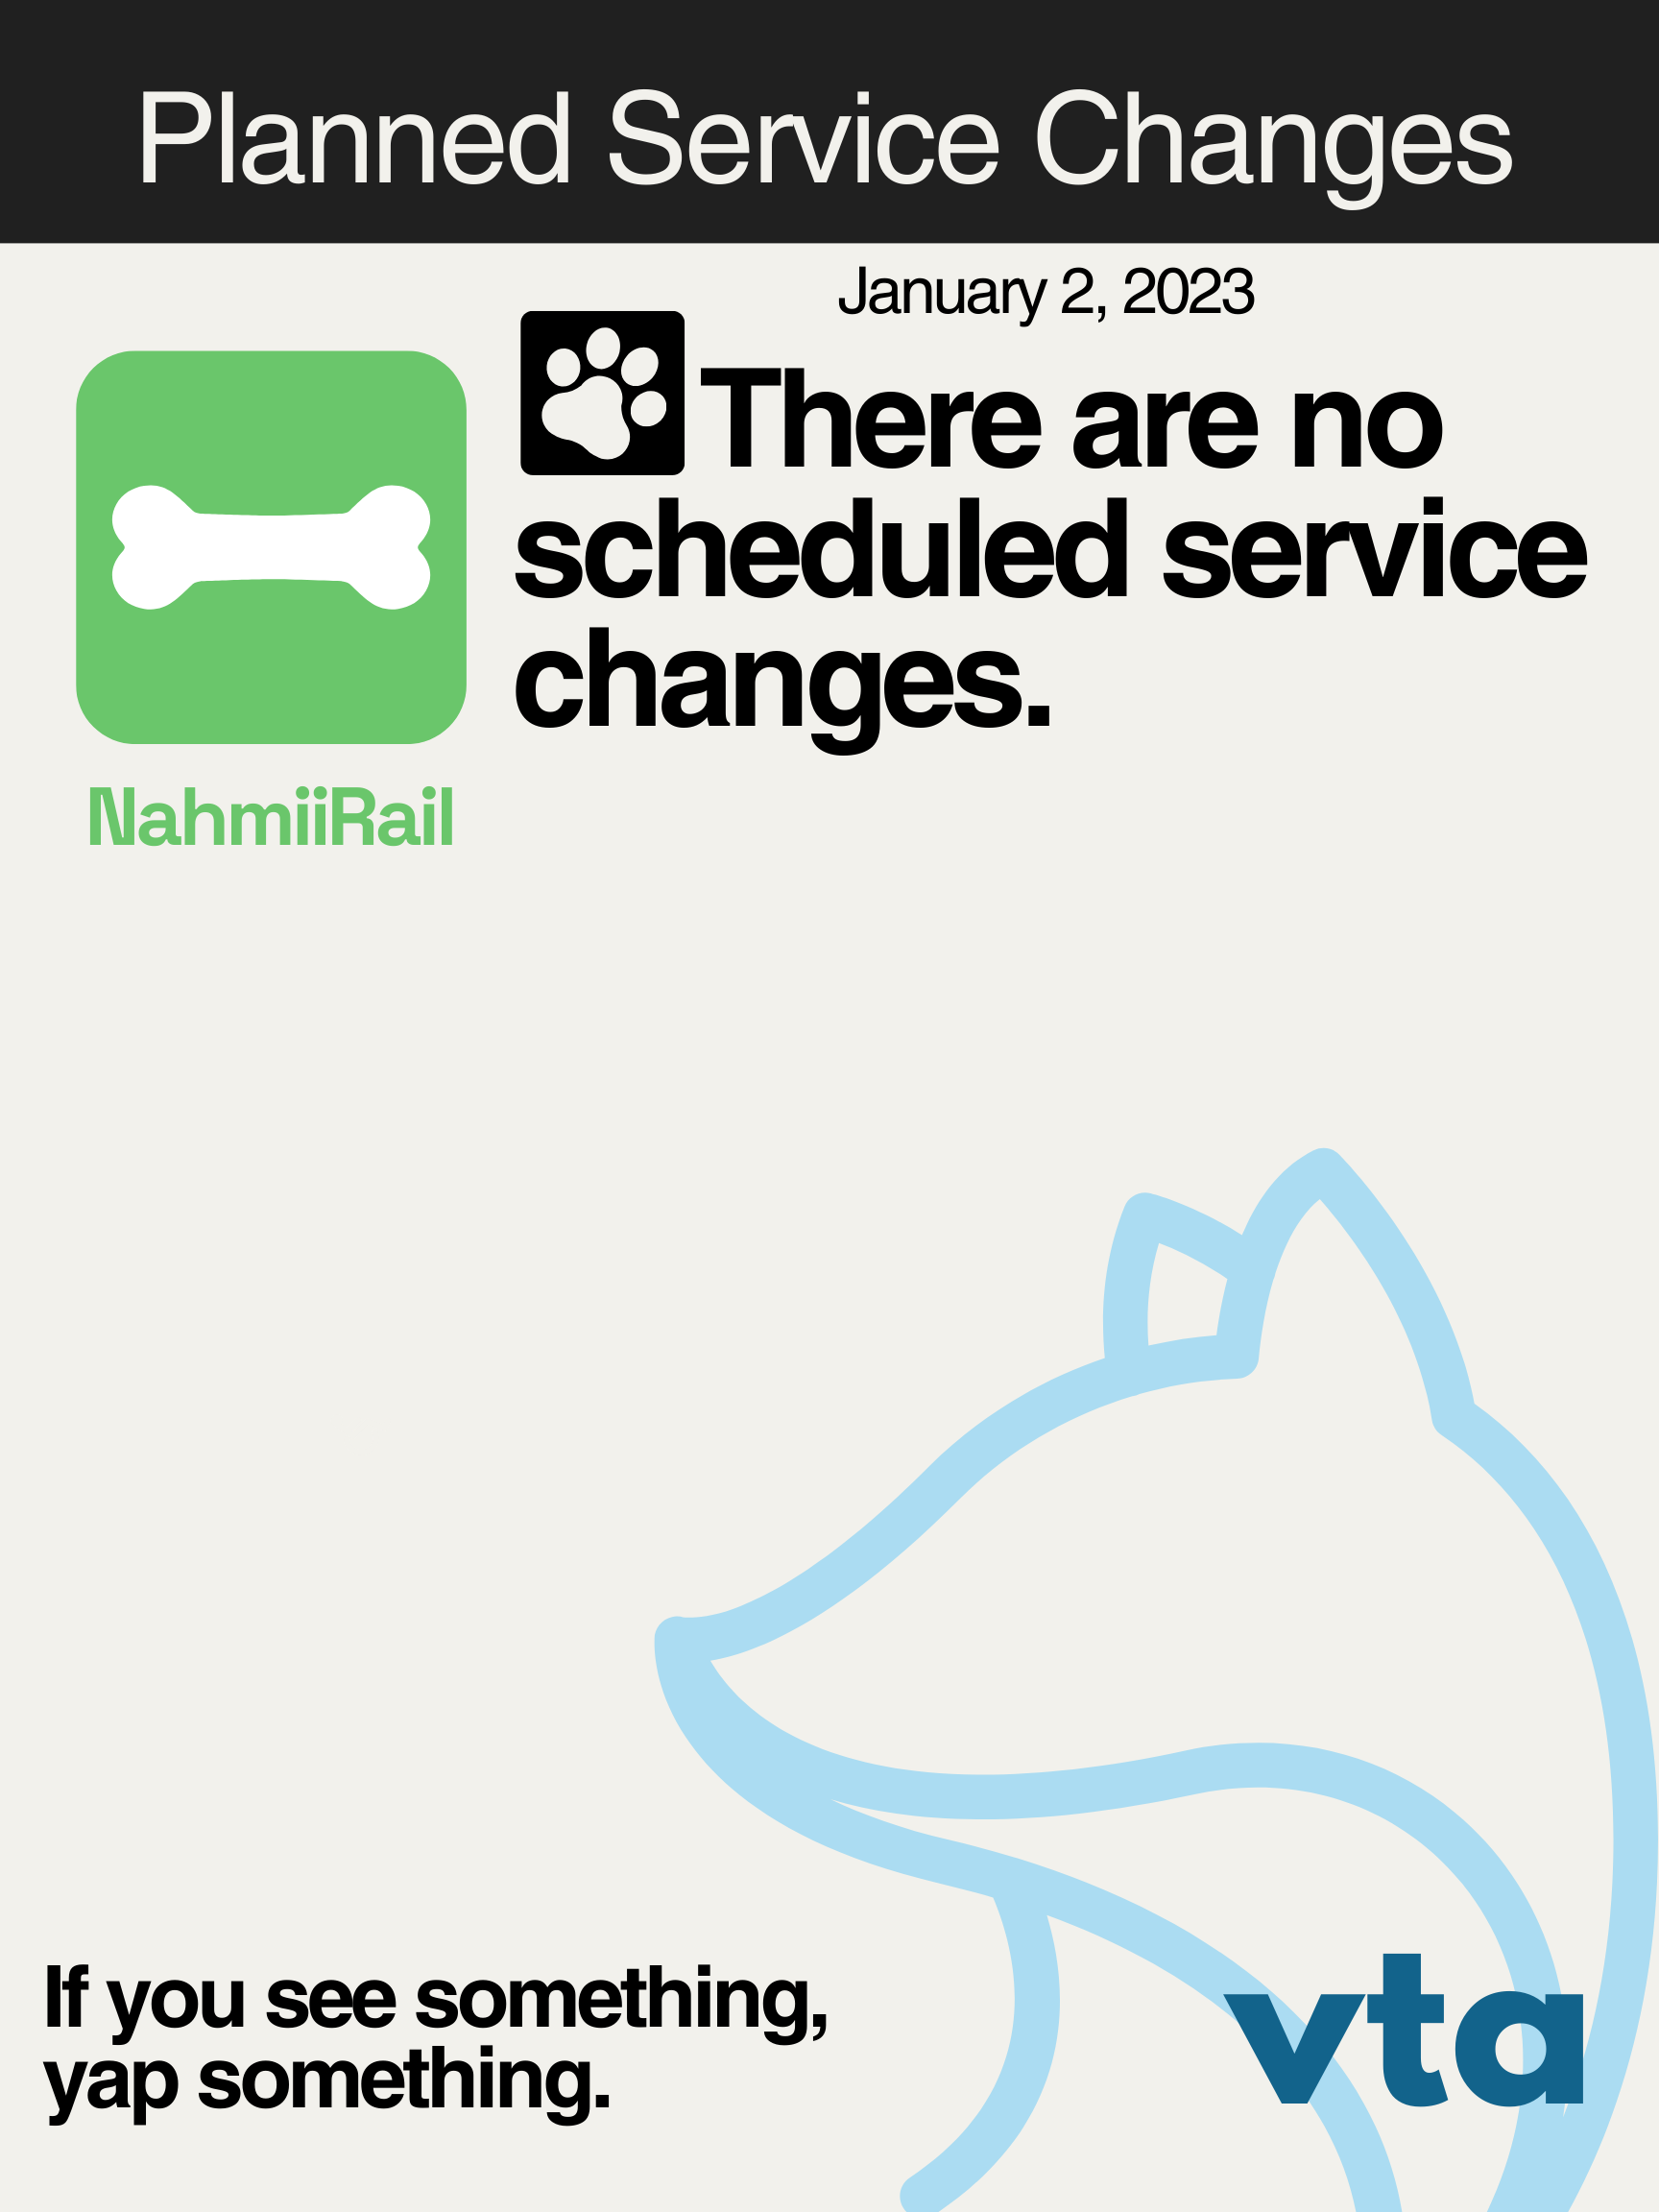 Planned Service Changes
January 2, 2023
There are no
scheduled service
changes.
NahmiiRail
If you see something,
yap something.
vta